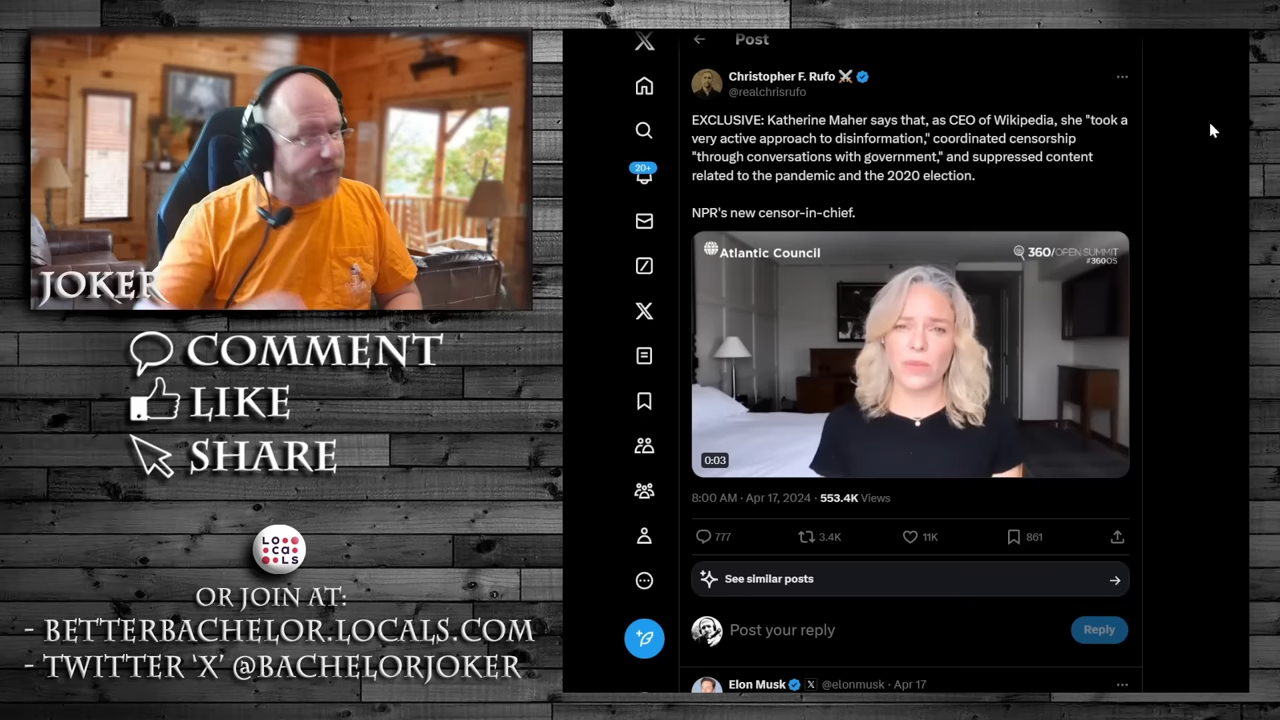 JOKER
COMMENT
LIKE
SHARE
LOCALS
OR JOIN AT:
- BETTERBACHELOR.LOCALS.COM
- TWITTER 'X' @BACHELORJOKER
Post
20+
Christopher F. Rufo
@realchrisrufo
EXCLUSIVE: Katherine Maher says that, as CEO of Wikipedia, she "took a
very active approach to disinformation," coordinated censorship
"through conversations with government," and suppressed content
related to the pandemic and the 2020 election.
NPR's new censor-in-chief.
Atlantic Council
360/OPEN SUMMIT
#360OS
0:03
8:00 AM · Apr 17, 2024 · 553.4K Views
777 3.4K 11K 861
See similar posts
Post your reply
Reply
Elon Musk X @elonmusk · Apr 17